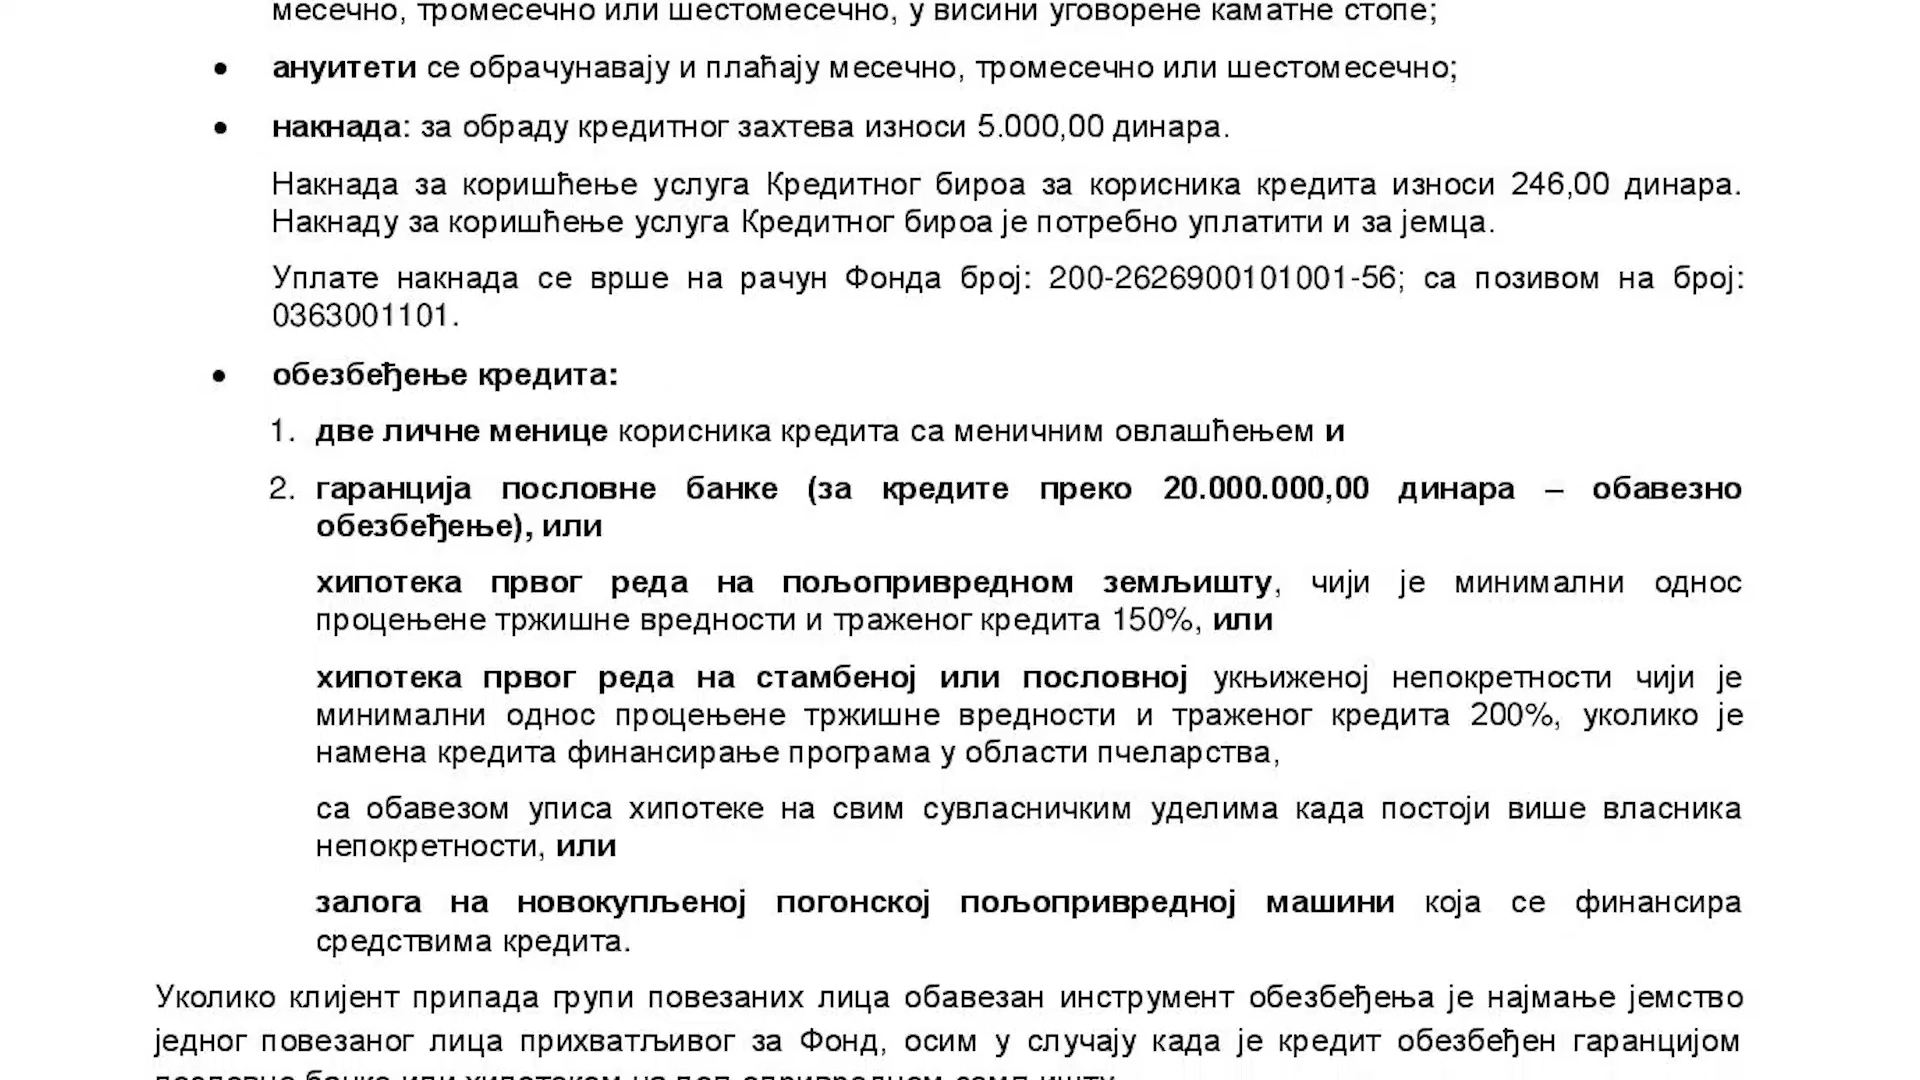 месечно, тромесечно или шестомесечно, у висини уговорене каматне стопе;
• ануитети се обрачунавају и плаћају месечно, тромесечно или шестомесечно;
• накнада: за обраду кредитног захтева износи 5.000,00 динара.
Накнада за коришћење услуга Кредитног бироа за корисника кредита износи 246,00 динара.
Накнаду за коришћење услуга Кредитног бироа је потребно уплатити и за јемца.
Уплате накнада се врше на рачун Фонда број: 200-2626900101001-56; са позивом на број:
0363001101.
• обезбеђење кредита:
1. две личне менице корисника кредита са меничним овлашћењем и
2. гаранција пословне банке (за кредите преко 20.000.000,00 динара – обавезно
обезбеђење), или
хипотека првог реда на пољопривредном земљишту, чији је минимални однос
процењене тржишне вредности и траженог кредита 150%, или
хипотека првог реда на стамбеној или пословној укњиженој непокретности чији је
минимални однос процењене тржишне вредности и траженог кредита 200%, уколико је
намена кредита финансирање програма у области пчеларства,
са обавезом уписа хипотеке на свим сувласничким уделима када постоји више власника
непокретности, или
залога на новокупљеној погонској пољопривредној машини која се финансира
средствима кредита.
Уколико клијент припада групи повезаних лица обавезан инструмент обезбеђења је најмање јемство
једног повезаног лица прихватљивог за Фонд, осим у случају када је кредит обезбеђен гаранцијом
пословне банке или хипотеком на пољопривредном земљишту.